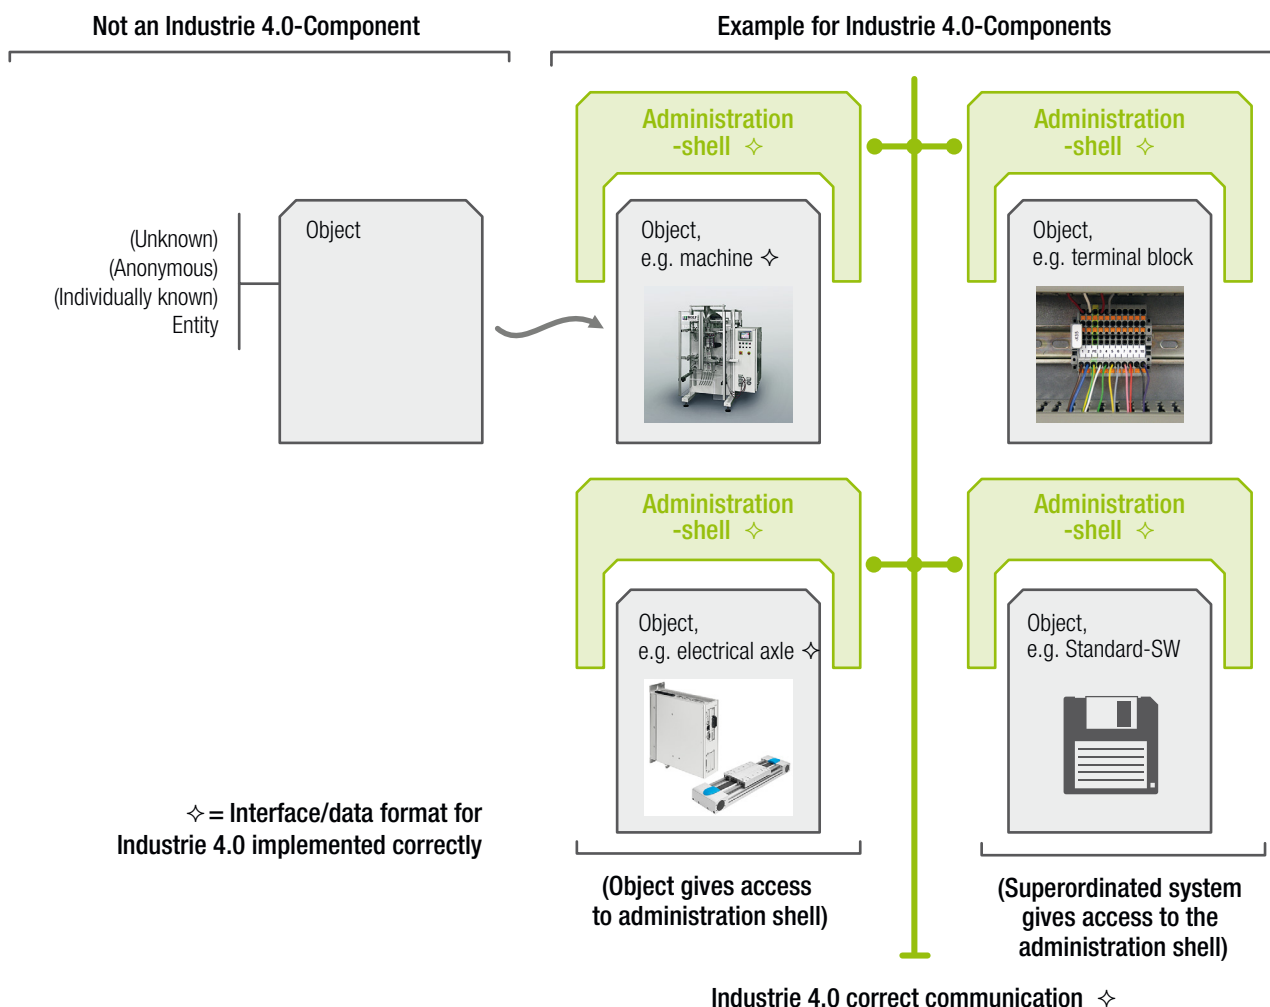 Not an Industrie 4.0-Component
Example for Industrie 4.0-Components
(Unknown)
(Anonymous)
(Individually known)
Entity
Object
Administration
-shell ✧
Object,
e.g. machine ✧
Administration
-shell ✧
Object,
e.g. terminal block
Administration
-shell ✧
Object,
e.g. electrical axle ✧
Administration
-shell ✧
Object,
e.g. Standard-SW
✧ = Interface/data format for
Industrie 4.0 implemented correctly
(Object gives access
to administration shell)
(Superordinated system
gives access to the
administration shell)
Industrie 4.0 correct communication ✧